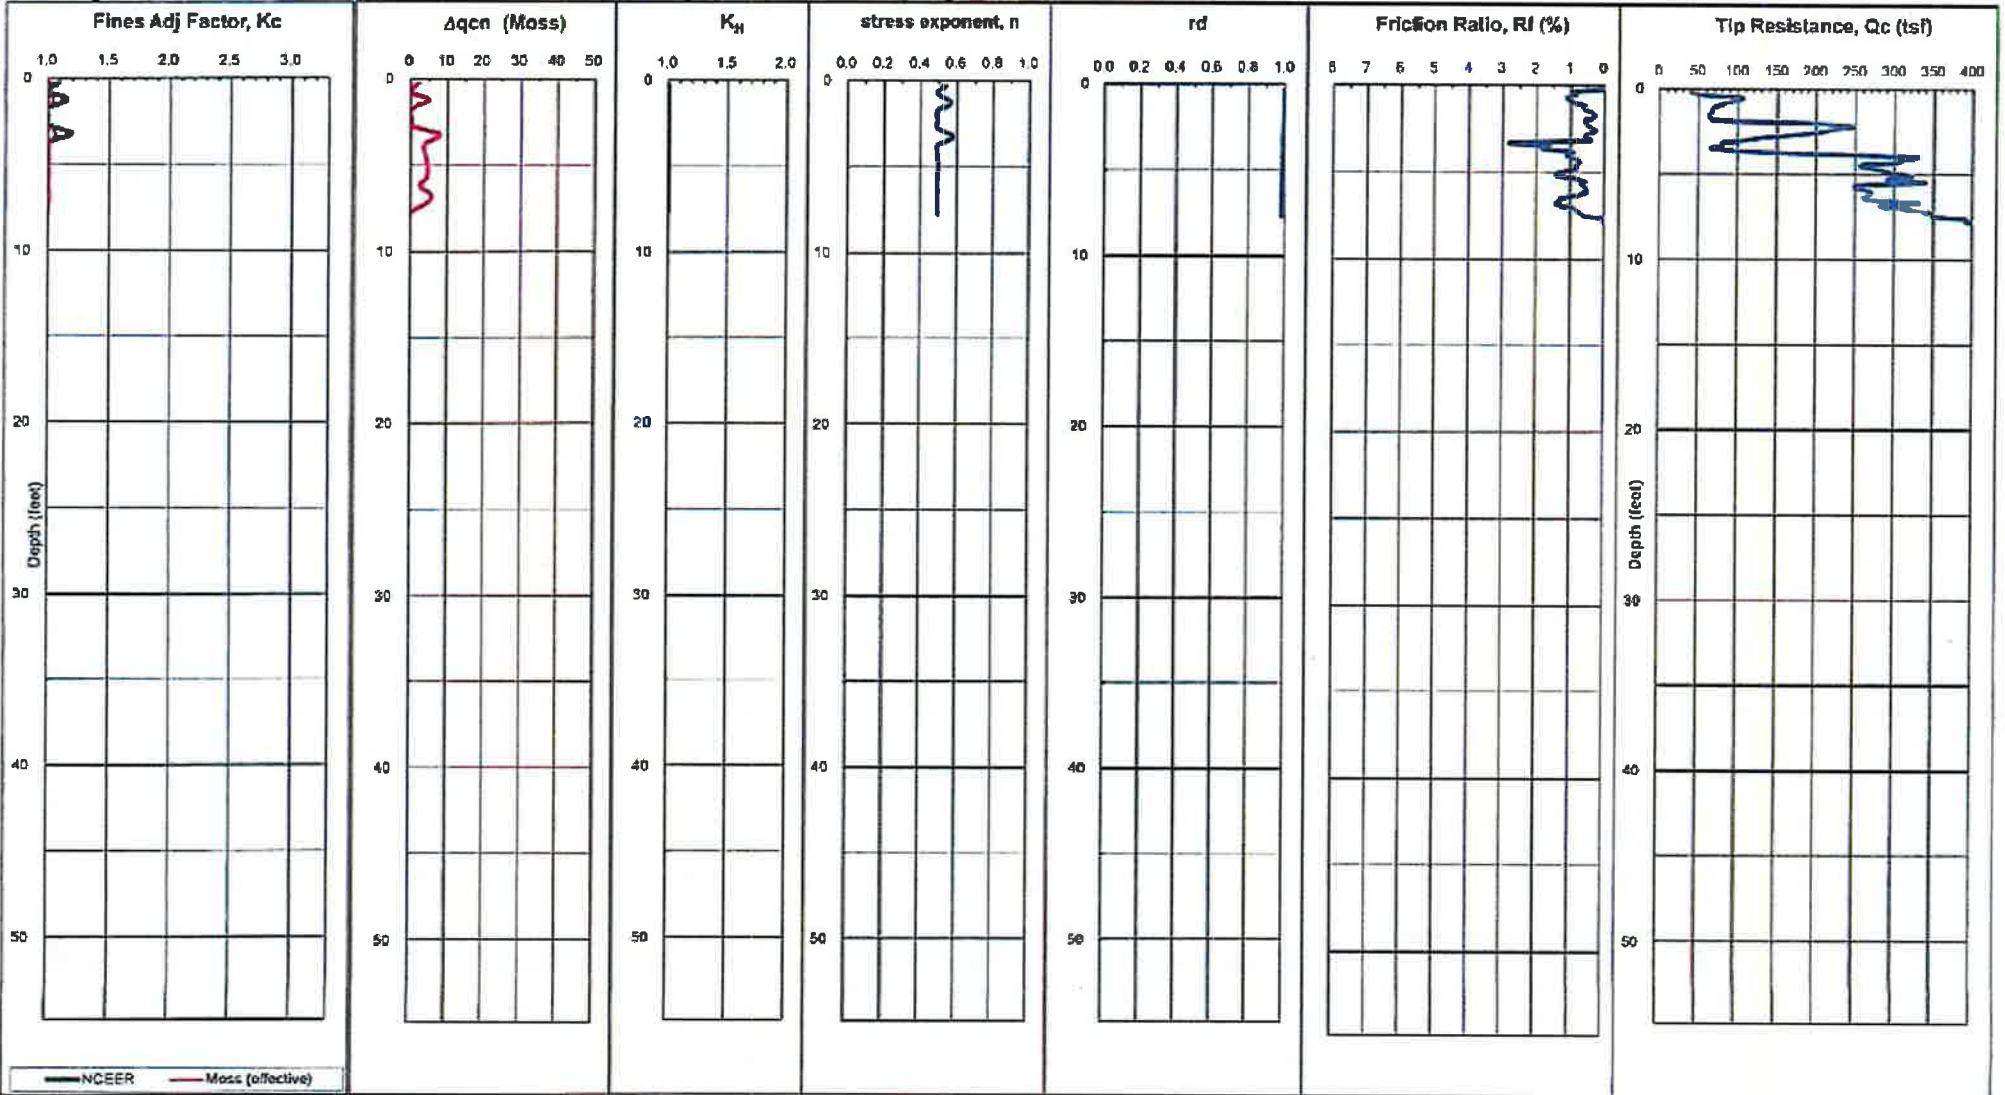 Fines Adj Factor, Kc
1.0 1.5 2.0 2.5 3.0
0
10
20
30
40
50
Depth (feet)
NCEER Moss (effective)
Δqcn (Moss)
0 10 20 30 40 50
0
10
20
30
40
50
KH
1.0 1.5 2.0
0
10
20
30
40
50
stress exponent, n
0.0 0.2 0.4 0.6 0.8 1.0
0
10
20
30
40
50
rd
0.0 0.2 0.4 0.6 0.8 1.0
0
10
20
30
40
50
Friction Ratio, Rf (%)
8 7 6 5 4 3 2 1 0
Tip Resistance, Qc (tsf)
0 50 100 150 200 250 300 350 400
0
10
20
30
40
50
Depth (feet)